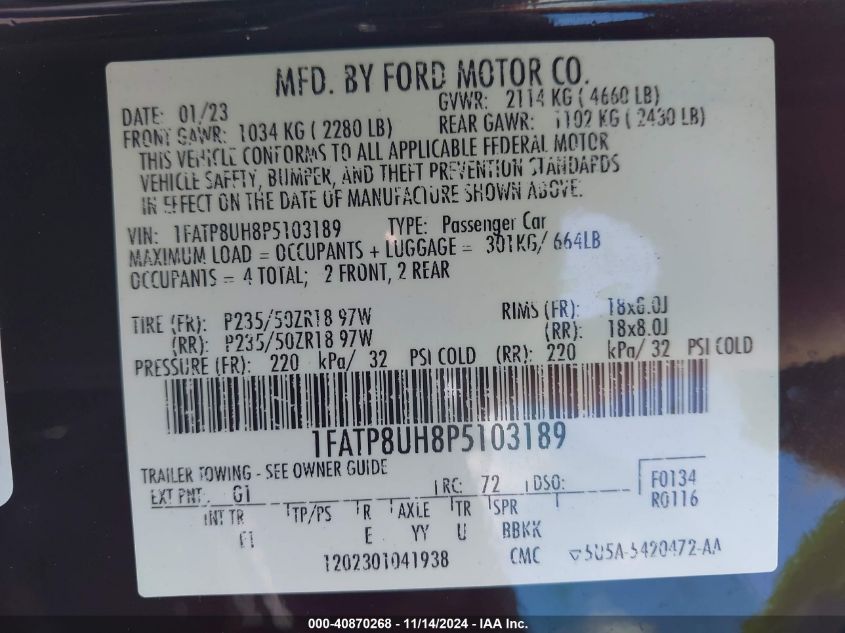 MFD. BY FORD MOTOR CO.
DATE: 01/23 GVWR: 2114 KG ( 4660 LB)
FRONT GAWR: 1034 KG ( 2280 LB) REAR GAWR: 1102 KG ( 2430 LB)
THIS VEHICLE CONFORMS TO ALL APPLICABLE FEDERAL MOTOR
VEHICLE SAFETY, BUMPER, AND THEFT PREVENTION STANDARDS
IN EFFECT ON THE DATE OF MANUFACTURE SHOWN ABOVE.
VIN: 1FATP8UH8P5103189 TYPE: Passenger Car
MAXIMUM LOAD = OCCUPANTS + LUGGAGE = 301KG/ 664LB
OCCUPANTS = 4 TOTAL; 2 FRONT, 2 REAR
TIRE (FR): P235/50ZR18 97W RIMS (FR): 18x8.0J
(RR): P235/50ZR18 97W (RR): 18x8.0J
PRESSURE (FR): 220 kPa/ 32 PSI COLD (RR): 220 kPa/ 32 PSI COLD
1FATP8UH8P5103189
TRAILER TOWING - SEE OWNER GUIDE
EXT PNT: G1 RC: 72 DSO: F0134
R0116
INT TR TP/PS R AXLE TR SPR
E YY U BBKK
1202301041938 CMC ▽5U5A-5420472-AA
000-40870268 - 11/14/2024 - IAA Inc.